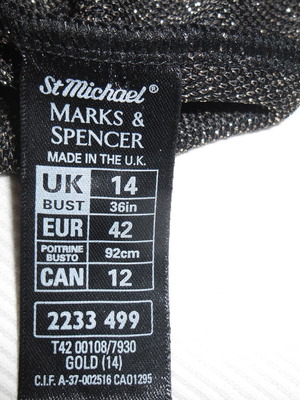 St Michael®
MARKS &
SPENCER
MADE IN THE U.K.
UK 14
BUST 36in
EUR 42
POITRINE
BUSTO 92cm
CAN 12
2233 499
T42 00108/7930
GOLD (14)
C.I.F. A-37-002516 CA01295